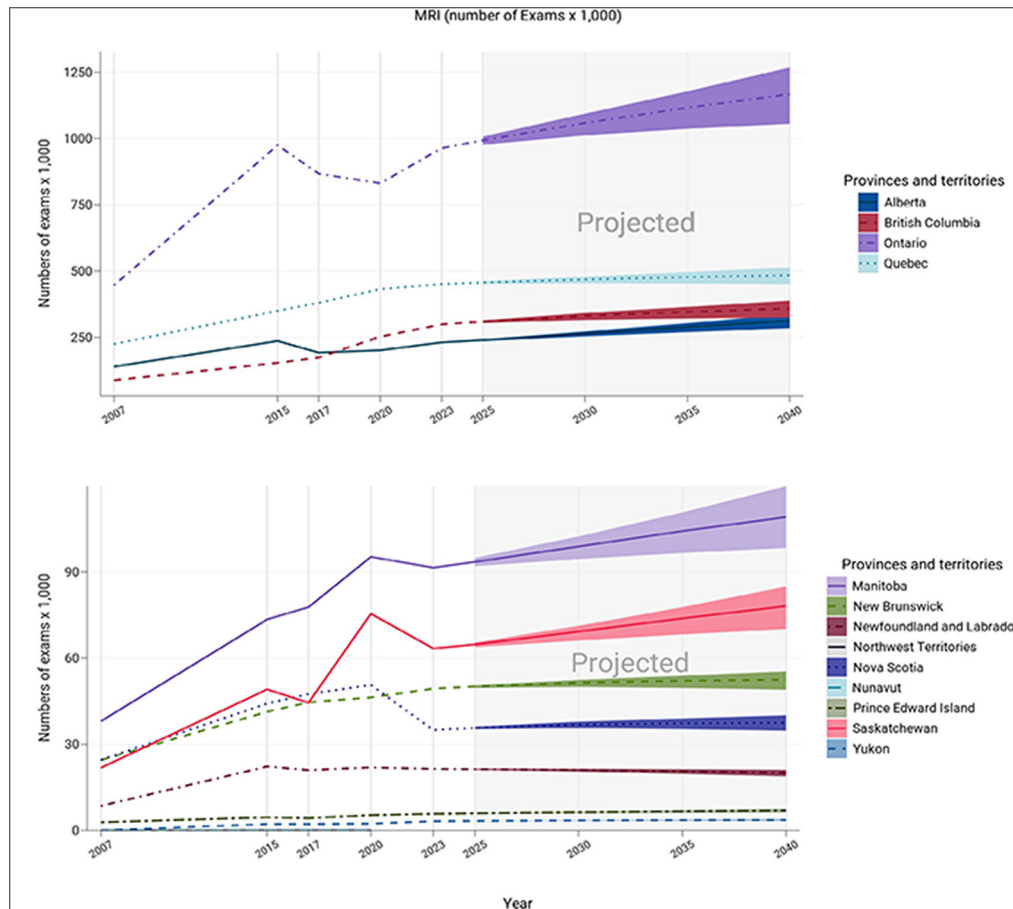 MRI (number of Exams x 1,000)
Numbers of exams x 1,000
1250
1000
750
500
250
Projected
2007
2015
2017
2020
2023
2025
2030
2035
2040
Provinces and territories
Alberta
British Columbia
Ontario
Quebec
Numbers of exams x 1,000
90
60
30
0
Projected
2007
2015
2017
2020
2023
2025
2030
2035
2040
Year
Provinces and territories
Manitoba
New Brunswick
Newfoundland and Labrado
Northwest Territories
Nova Scotia
Nunavut
Prince Edward Island
Saskatchewan
Yukon